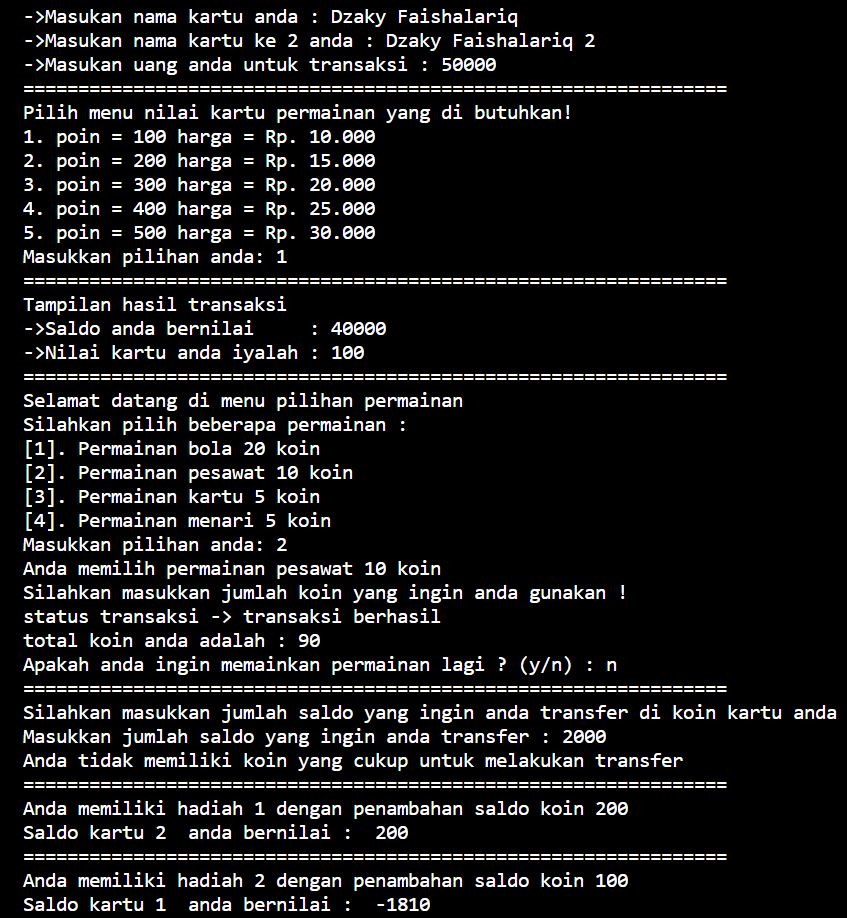 ->Masukan nama kartu anda : Dzaky Faishalariq
->Masukan nama kartu ke 2 anda : Dzaky Faishalariq 2
->Masukan uang anda untuk transaksi : 50000
================================================================
Pilih menu nilai kartu permainan yang di butuhkan!
1. poin = 100 harga = Rp. 10.000
2. poin = 200 harga = Rp. 15.000
3. poin = 300 harga = Rp. 20.000
4. poin = 400 harga = Rp. 25.000
5. poin = 500 harga = Rp. 30.000
Masukkan pilihan anda: 1
================================================================
Tampilan hasil transaksi
->Saldo anda bernilai     : 40000
->Nilai kartu anda iyalah : 100
================================================================
Selamat datang di menu pilihan permainan
Silahkan pilih beberapa permainan :
[1]. Permainan bola 20 koin
[2]. Permainan pesawat 10 koin
[3]. Permainan kartu 5 koin
[4]. Permainan menari 5 koin
Masukkan pilihan anda: 2
Anda memilih permainan pesawat 10 koin
Silahkan masukkan jumlah koin yang ingin anda gunakan !
status transaksi -> transaksi berhasil
total koin anda adalah : 90
Apakah anda ingin memainkan permainan lagi ? (y/n) : n
================================================================
Silahkan masukkan jumlah saldo yang ingin anda transfer di koin kartu anda
Masukkan jumlah saldo yang ingin anda transfer : 2000
Anda tidak memiliki koin yang cukup untuk melakukan transfer
================================================================
Anda memiliki hadiah 1 dengan penambahan saldo koin 200
Saldo kartu 2  anda bernilai :  200
================================================================
Anda memiliki hadiah 2 dengan penambahan saldo koin 100
Saldo kartu 1  anda bernilai :  -1810